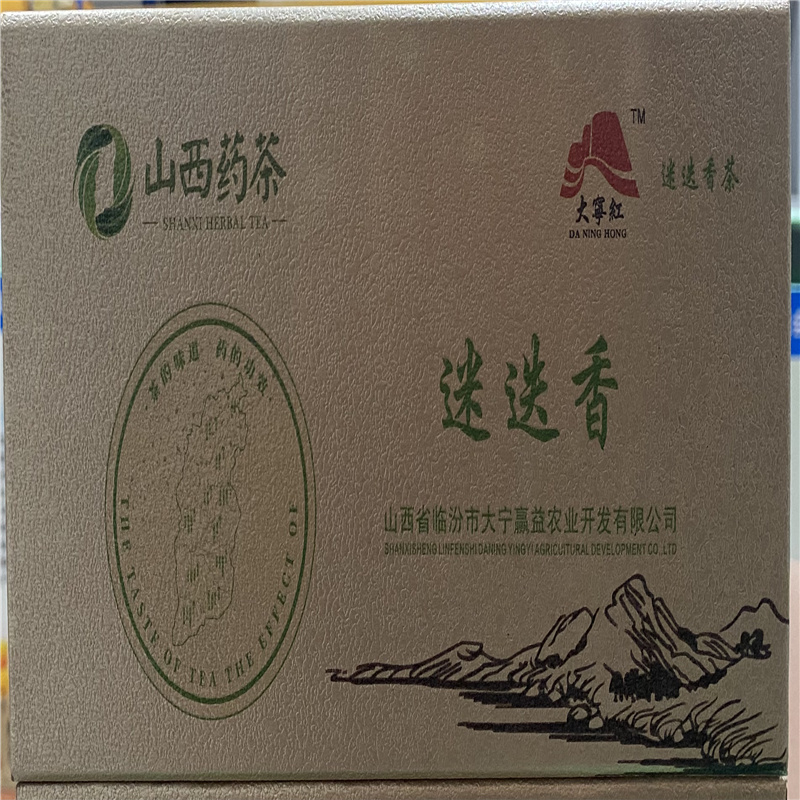 山西药茶
SHANXI HERBAL TEA
TM
大寧紅
DA NING HONG
迷迭香茶
·茶的味道 药的功效·
THE TASTE OF TEA THE EFFECT OF
迷迭香
山西省临汾市大宁赢益农业开发有限公司
SHANXISHENG LINFENSHI DANING YINGYI AGRICULTURAL DEVELOPMENT CO.,LTD